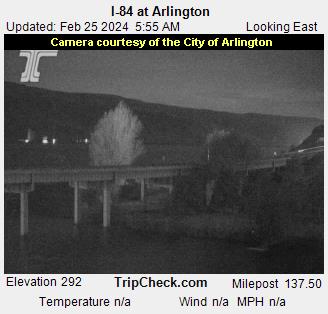 I-84 at Arlington
Updated: Feb 25 2024 5:55 AM Looking East
Camera courtesy of the City of Arlington
Elevation 292 TripCheck.com Milepost 137.50
Temperature n/a Wind n/a MPH n/a